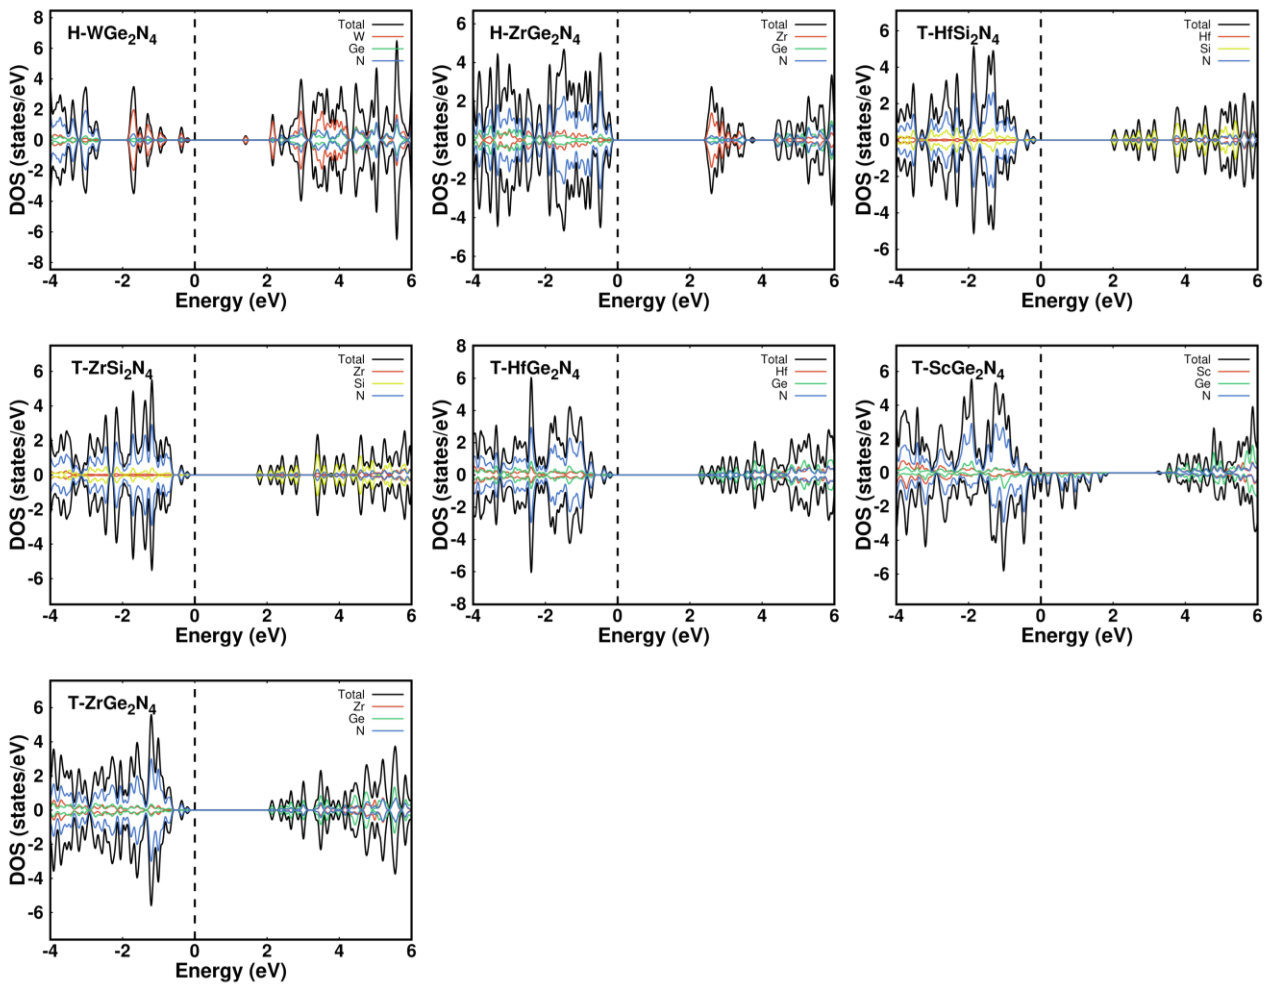 H-WGe₂N₄
Total
W
Ge
N
DOS (states/eV)
8
6
4
2
0
-2
-4
-6
-8
-4 -2 0 2 4 6
Energy (eV)
H-ZrGe₂N₄
Total
Zr
Ge
N
DOS (states/eV)
6
4
2
0
-2
-4
-6
-4 -2 0 2 4 6
Energy (eV)
T-HfSi₂N₄
Total
Hf
Si
N
DOS (states/eV)
6
4
2
0
-2
-4
-6
-4 -2 0 2 4 6
Energy (eV)
T-ZrSi₂N₄
Total
Zr
Si
N
DOS (states/eV)
6
4
2
0
-2
-4
-6
-4 -2 0 2 4 6
Energy (eV)
T-HfGe₂N₄
Total
Hf
Ge
N
DOS (states/eV)
8
6
4
2
0
-2
-4
-6
-8
-4 -2 0 2 4 6
Energy (eV)
T-ScGe₂N₄
Total
Sc
Ge
N
DOS (states/eV)
6
4
2
0
-2
-4
-6
-4 -2 0 2 4 6
Energy (eV)
T-ZrGe₂N₄
Total
Zr
Ge
N
DOS (states/eV)
6
4
2
0
-2
-4
-6
-4 -2 0 2 4 6
Energy (eV)